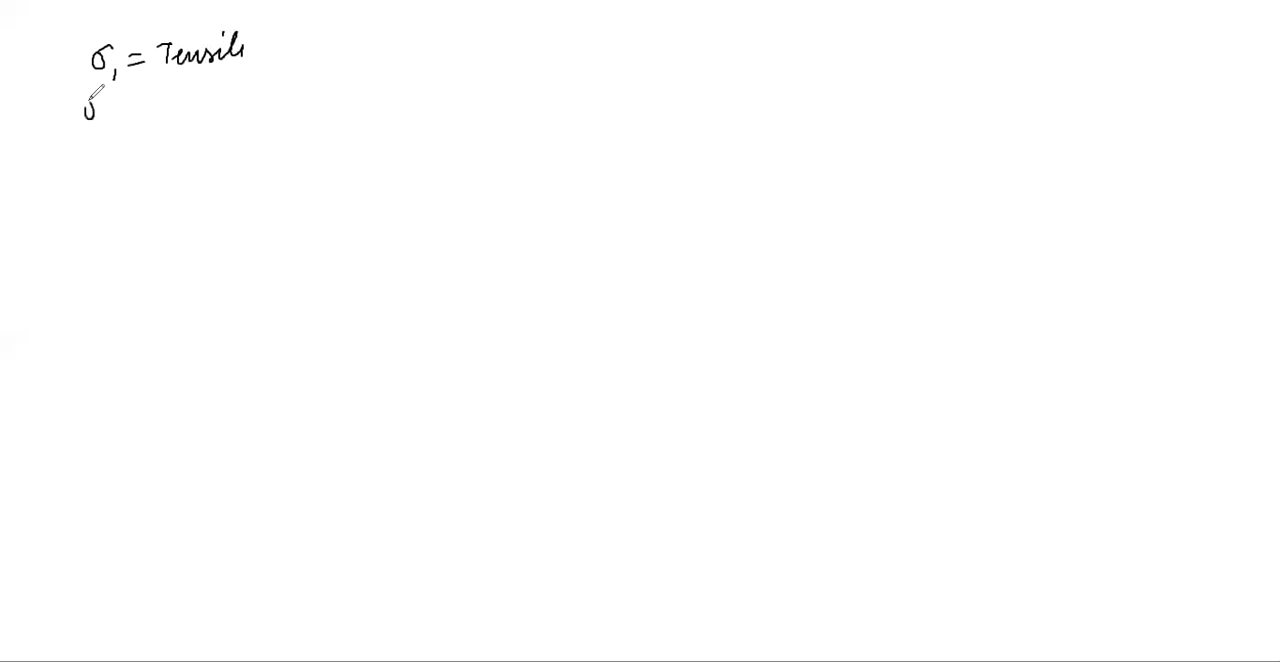 σ₁ = Tensile
σ